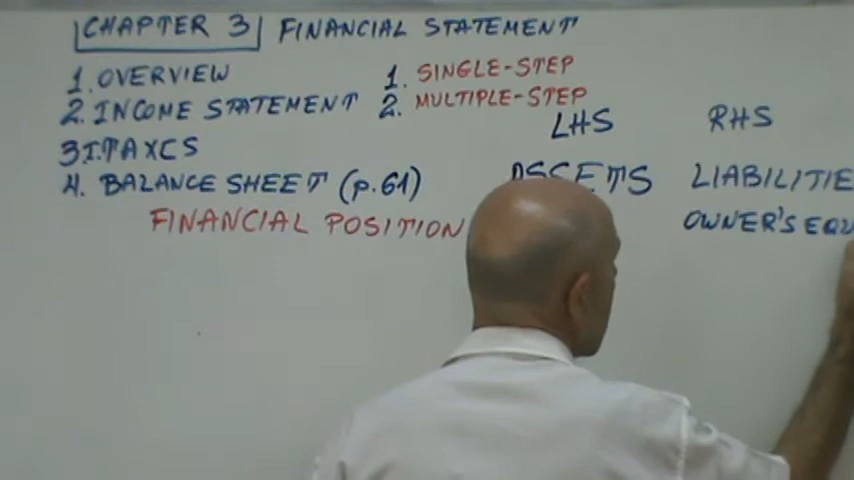 CHAPTER 3 FINANCIAL STATEMENT
1. OVERVIEW
2. INCOME STATEMENT
1. SINGLE-STEP
2. MULTIPLE-STEP
3 I.TAXCS
4. BALANCE SHEET (p.61)
FINANCIAL POSITION
LHS RHS
ASSETS LIABILITIE
OWNER'S EQU